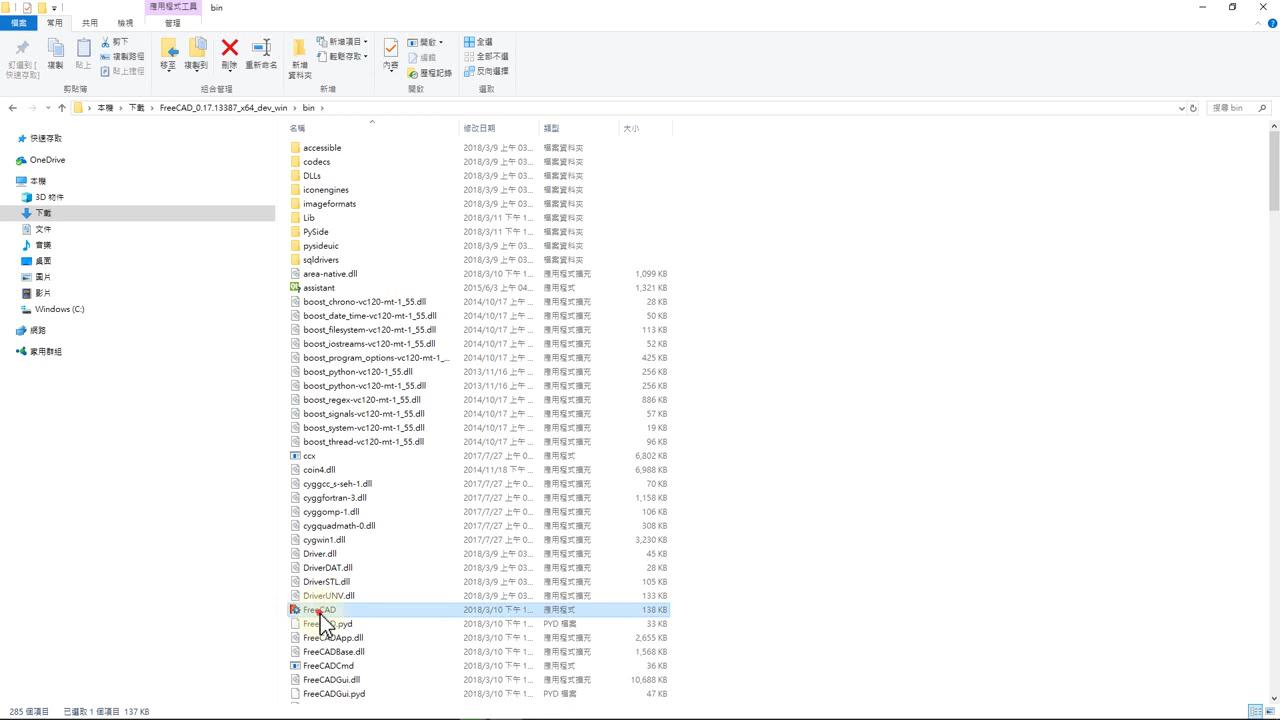 應用程式工具 bin
檔案 常用 共用 檢視 管理
釘選到 [快速存取] 複製 貼上 剪下 複製路徑 貼上捷徑 移至 複製到 刪除 重新命名 新增資料夾 新增項目 輕鬆存取 內容 開啟 編輯 歷程記錄 全選 全部不選 反向選擇
剪貼簿 組合管理 新增 開啟 選取
本機 下載 FreeCAD_0.17.13387_x64_dev_win bin 搜尋 bin
快速存取
OneDrive
本機
3D 物件
下載
文件
音樂
桌面
圖片
影片
Windows (C:)
網路
家用群組
名稱 修改日期 類型 大小
accessible 2018/3/9 上午 03... 檔案資料夾
codecs 2018/3/9 上午 03... 檔案資料夾
DLLs 2018/3/9 上午 03... 檔案資料夾
iconengines 2018/3/9 上午 03... 檔案資料夾
imageformats 2018/3/9 上午 03... 檔案資料夾
Lib 2018/3/11 下午 1... 檔案資料夾
PySide 2018/3/11 下午 1... 檔案資料夾
pysideuic 2018/3/9 上午 03... 檔案資料夾
sqldrivers 2018/3/9 上午 03... 檔案資料夾
area-native.dll 2018/3/10 下午 1... 應用程式擴充 1,099 KB
assistant 2015/6/3 上午 04... 應用程式 1,321 KB
boost_chrono-vc120-mt-1_55.dll 2014/10/17 上午 ... 應用程式擴充 28 KB
boost_date_time-vc120-mt-1_55.dll 2014/10/17 上午 ... 應用程式擴充 50 KB
boost_filesystem-vc120-mt-1_55.dll 2014/10/17 上午 ... 應用程式擴充 113 KB
boost_iostreams-vc120-mt-1_55.dll 2014/10/17 上午 ... 應用程式擴充 52 KB
boost_program_options-vc120-mt-1_... 2014/10/17 上午 ... 應用程式擴充 425 KB
boost_python-vc120-1_55.dll 2013/11/16 上午 ... 應用程式擴充 256 KB
boost_python-vc120-mt-1_55.dll 2013/11/16 上午 ... 應用程式擴充 256 KB
boost_regex-vc120-mt-1_55.dll 2014/10/17 上午 ... 應用程式擴充 886 KB
boost_signals-vc120-mt-1_55.dll 2014/10/17 上午 ... 應用程式擴充 57 KB
boost_system-vc120-mt-1_55.dll 2014/10/17 上午 ... 應用程式擴充 19 KB
boost_thread-vc120-mt-1_55.dll 2014/10/17 上午 ... 應用程式擴充 96 KB
ccx 2017/7/27 上午 0... 應用程式 6,802 KB
coin4.dll 2014/11/18 下午 ... 應用程式擴充 6,988 KB
cyggcc_s-seh-1.dll 2017/7/27 上午 0... 應用程式擴充 70 KB
cyggfortran-3.dll 2017/7/27 上午 0... 應用程式擴充 1,158 KB
cyggomp-1.dll 2017/7/27 上午 0... 應用程式擴充 106 KB
cygquadmath-0.dll 2017/7/27 上午 0... 應用程式擴充 308 KB
cygwin1.dll 2017/7/27 上午 0... 應用程式擴充 3,230 KB
Driver.dll 2018/3/9 上午 03... 應用程式擴充 45 KB
DriverDAT.dll 2018/3/9 上午 03... 應用程式擴充 28 KB
DriverSTL.dll 2018/3/9 上午 03... 應用程式擴充 105 KB
DriverUNV.dll 2018/3/9 上午 03... 應用程式擴充 133 KB
FreeCAD 2018/3/10 下午 1... 應用程式 138 KB
FreeCAD.pyd 2018/3/10 下午 1... PYD 檔案 33 KB
FreeCADApp.dll 2018/3/10 下午 1... 應用程式擴充 2,655 KB
FreeCADBase.dll 2018/3/10 下午 1... 應用程式擴充 1,568 KB
FreeCADCmd 2018/3/10 下午 1... 應用程式 36 KB
FreeCADGui.dll 2018/3/10 下午 1... 應用程式擴充 10,688 KB
FreeCADGui.pyd 2018/3/10 下午 1... PYD 檔案 47 KB
285 個項目 已選取 1 個項目 137 KB